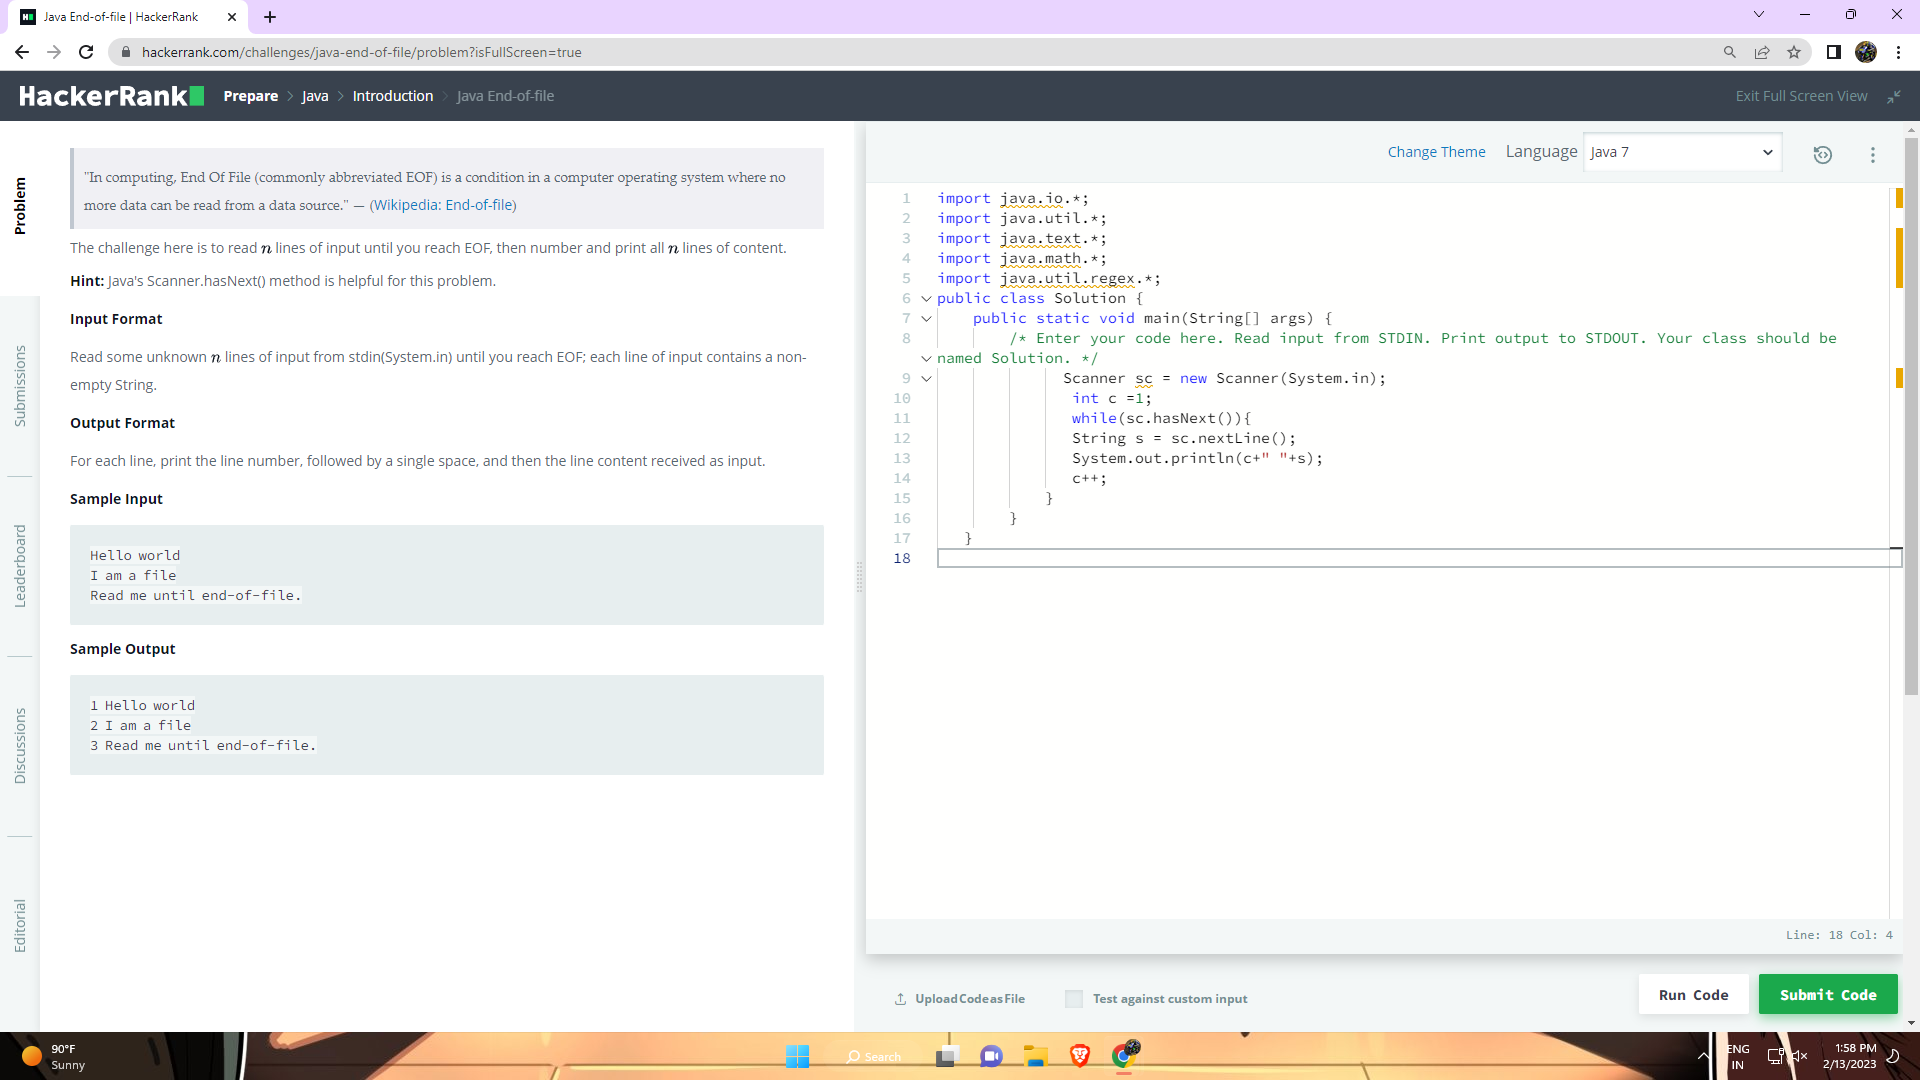 Java End-of-file | HackerRank
hackerrank.com/challenges/java-end-of-file/problem?isFullScreen=true
HackerRank
Prepare > Java > Introduction > Java End-of-file
Exit Full Screen View
Problem
Submissions
Leaderboard
Discussions
Editorial
"In computing, End Of File (commonly abbreviated EOF) is a condition in a computer operating system where no
more data can be read from a data source." — (Wikipedia: End-of-file)
The challenge here is to read n lines of input until you reach EOF, then number and print all n lines of content.
Hint: Java's Scanner.hasNext() method is helpful for this problem.
Input Format
Read some unknown n lines of input from stdin(System.in) until you reach EOF; each line of input contains a non-
empty String.
Output Format
For each line, print the line number, followed by a single space, and then the line content received as input.
Sample Input
Hello world
I am a file
Read me until end-of-file.
Sample Output
1 Hello world
2 I am a file
3 Read me until end-of-file.
Change Theme
Language
Java 7
1 import java.io.*;
2 import java.util.*;
3 import java.text.*;
4 import java.math.*;
5 import java.util.regex.*;
6 public class Solution {
7 public static void main(String[] args) {
8 /* Enter your code here. Read input from STDIN. Print output to STDOUT. Your class should be
named Solution. */
9 Scanner sc = new Scanner(System.in);
10 int c =1;
11 while(sc.hasNext()){
12 String s = sc.nextLine();
13 System.out.println(c+" "+s);
14 c++;
15 }
16 }
17 }
18
Line: 18 Col: 4
Upload Code as File
Test against custom input
Run Code
Submit Code
90°F
Sunny
Search
ENG
IN
1:58 PM
2/13/2023